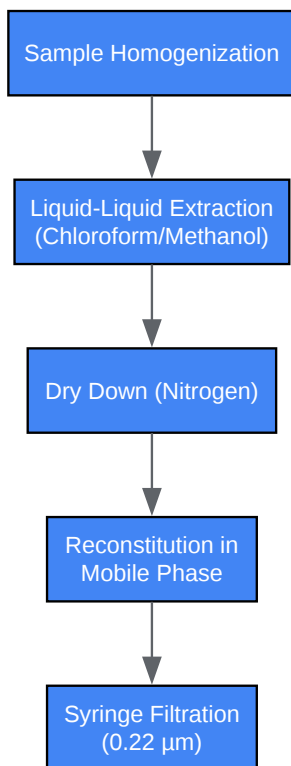 Sample Homogenization
Liquid-Liquid Extraction
(Chloroform/Methanol)
Dry Down (Nitrogen)
Reconstitution in
Mobile Phase
Syringe Filtration
(0.22 µm)